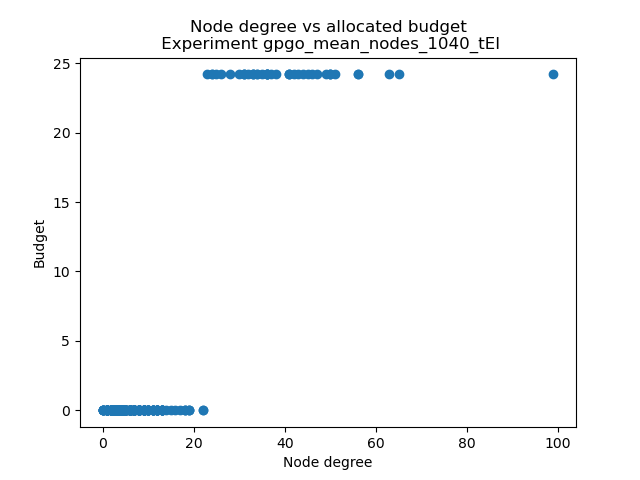 Node degree vs allocated budget
Experiment gpgo_mean_nodes_1040_tEI
25
20
15
10
5
0
Budget
0 20 40 60 80 100
Node degree